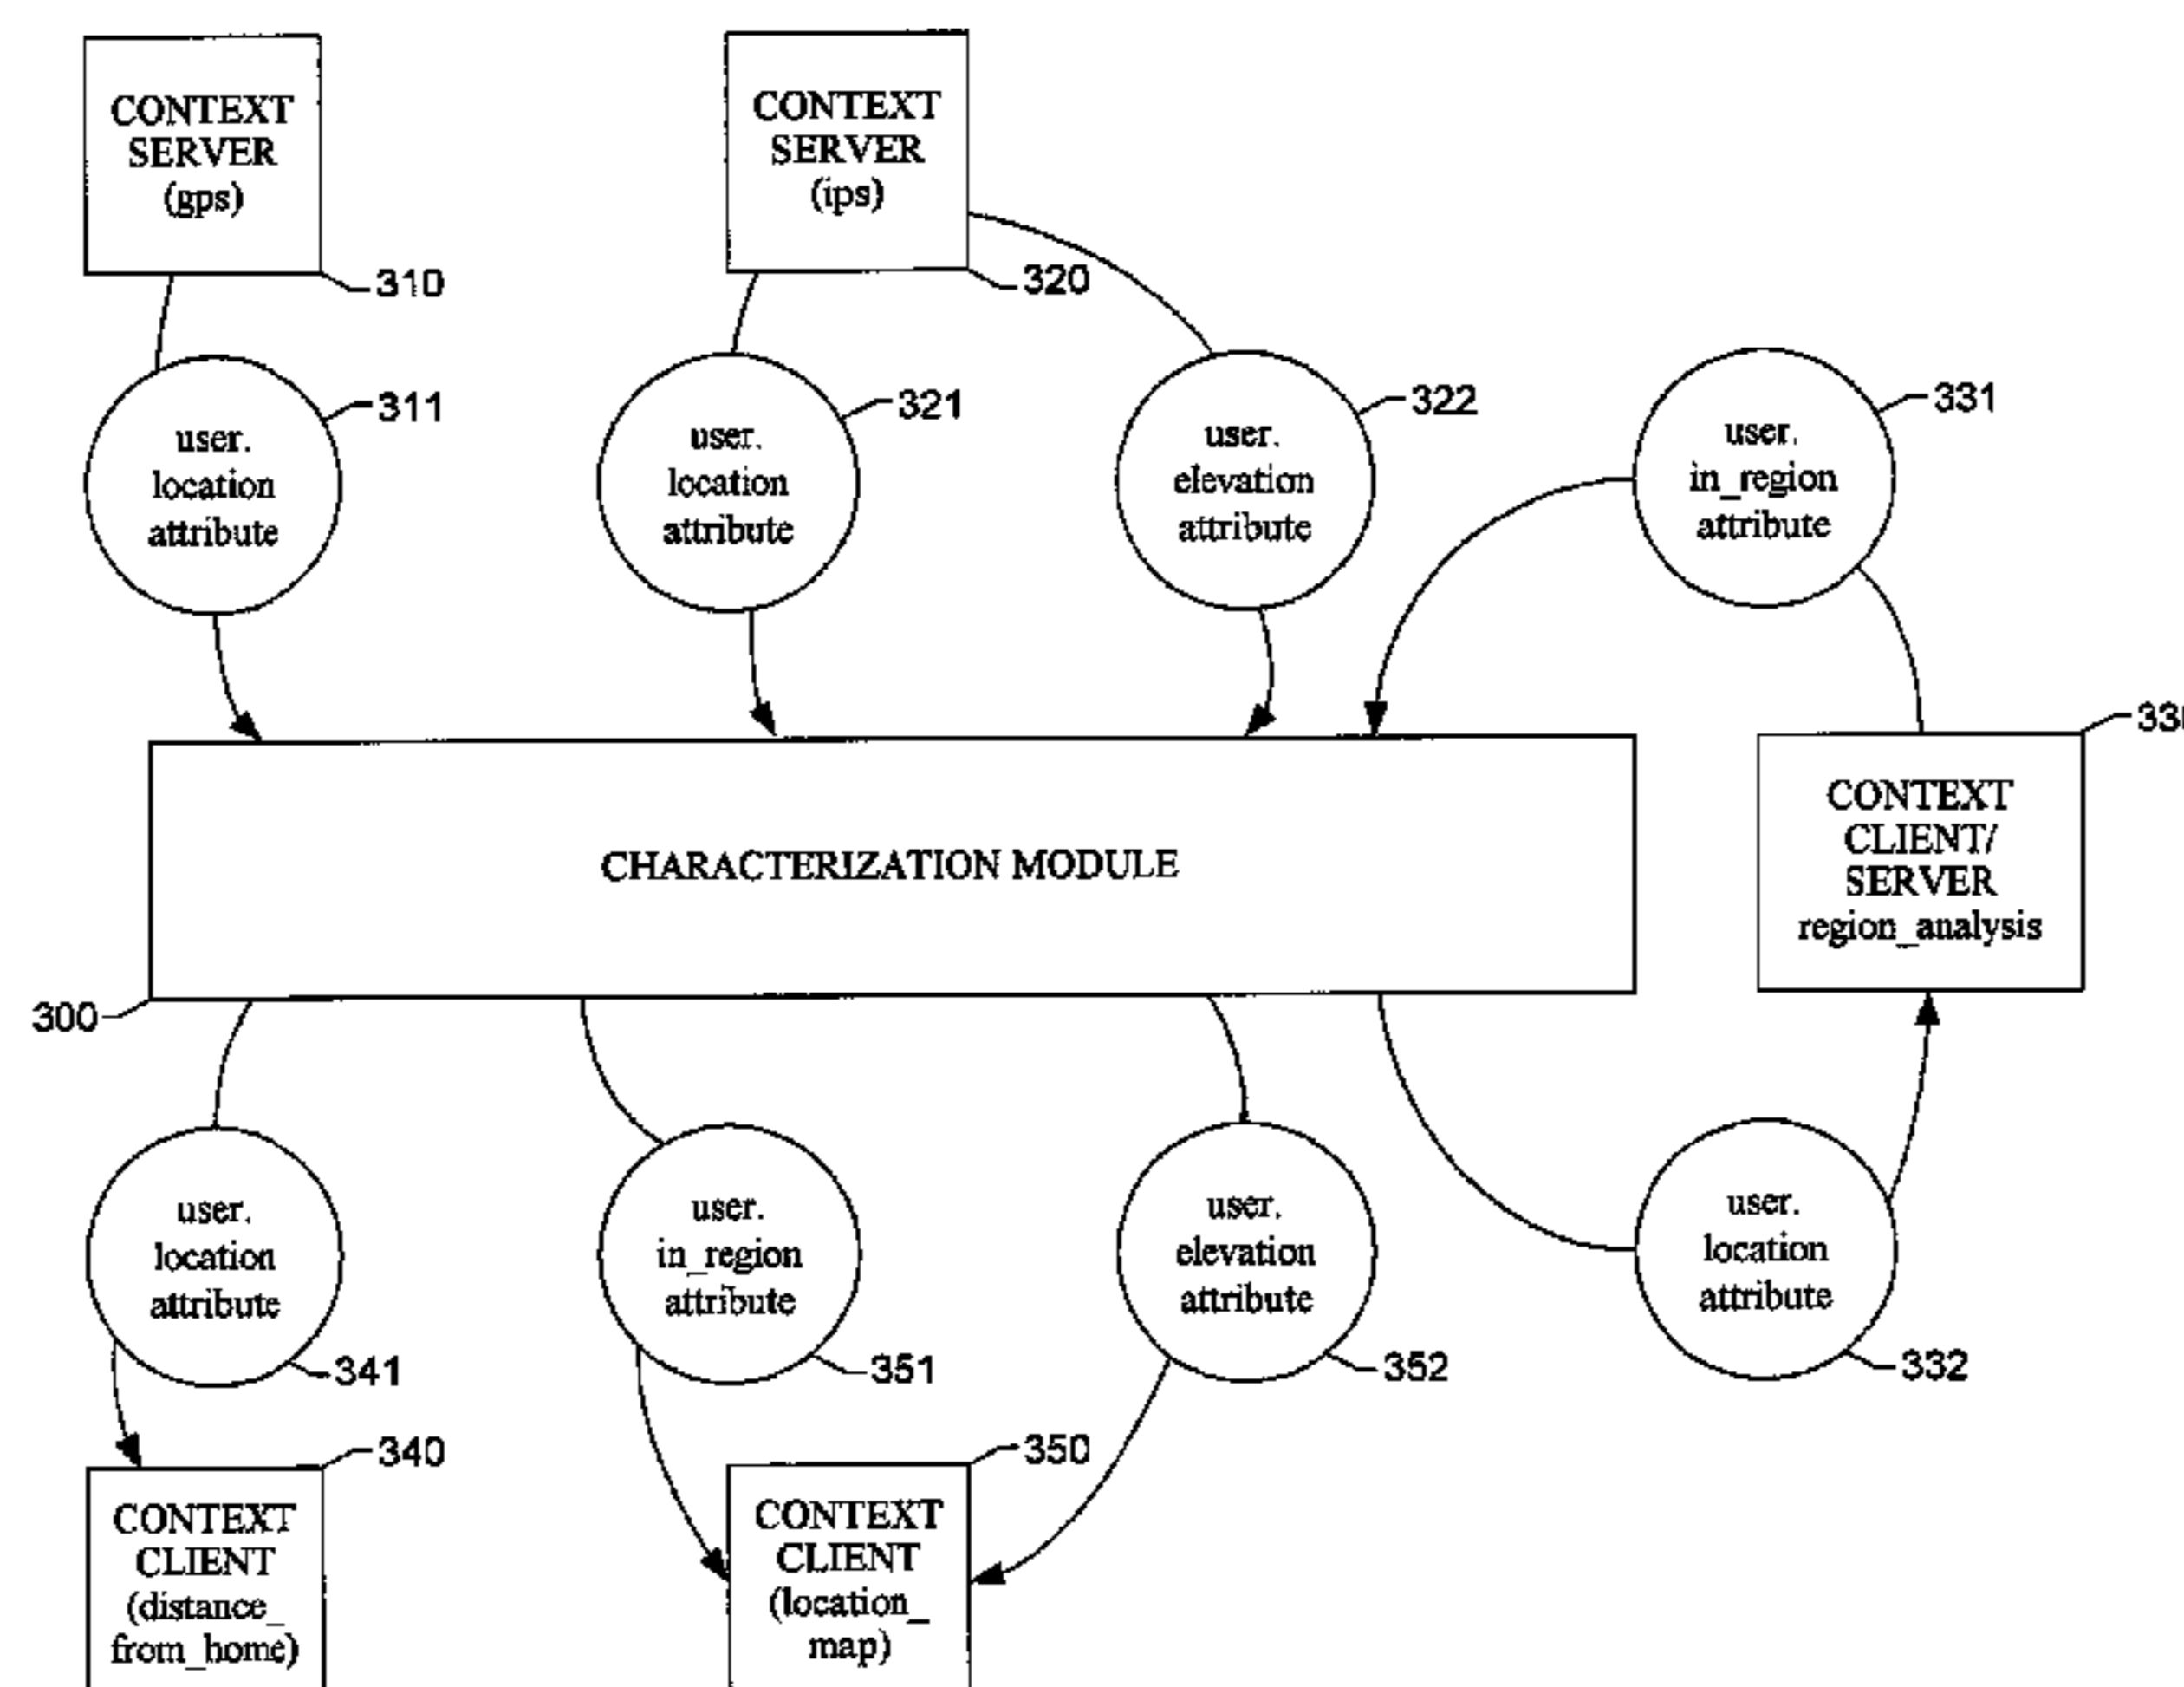 CONTEXT
SERVER
(gps)
310
CONTEXT
SERVER
(ips)
320
user.
location
attribute
311
user.
location
attribute
321
user.
elevation
attribute
322
user.
in_region
attribute
331
CHARACTERIZATION MODULE
300
CONTEXT
CLIENT/
SERVER
region_analysis
user.
location
attribute
341
user.
in_region
attribute
351
user.
elevation
attribute
352
user.
location
attribute
332
CONTEXT
CLIENT
(distance_
from_home)
340
CONTEXT
CLIENT
(location_
map)
350